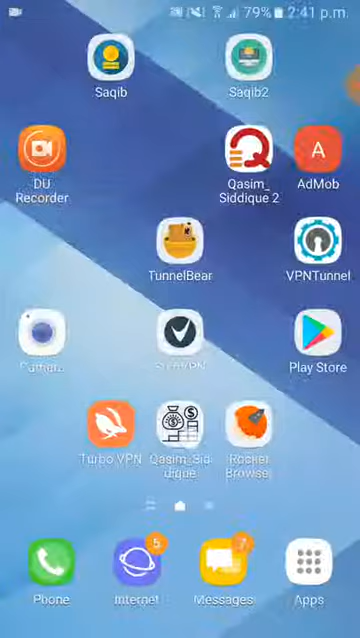 79% 2:41 p.m.
Saqib
Saqib2
DU
Recorder
Qasim_
Siddique 2
A
AdMob
TunnelBear
VPNTunnel
Camera
Play Store
Turbo VPN
Qasim_Sid
dique
Rocket
Browse
5
7
Phone
Internet
Messages
Apps